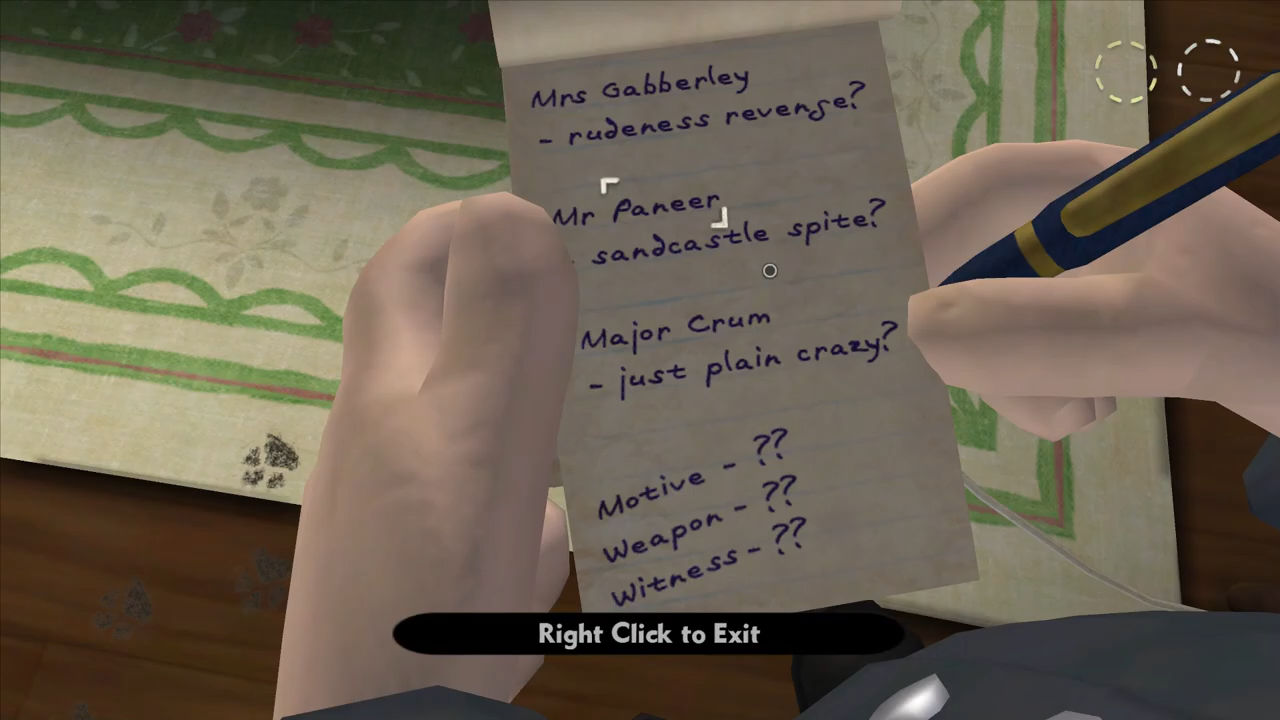 Mrs Gabberley
- rudeness revenge?
Mr Paneer
- sandcastle spite?
Major Crum
- just plain crazy?
Motive - ??
Weapon - ??
Witness - ??
Right Click to Exit